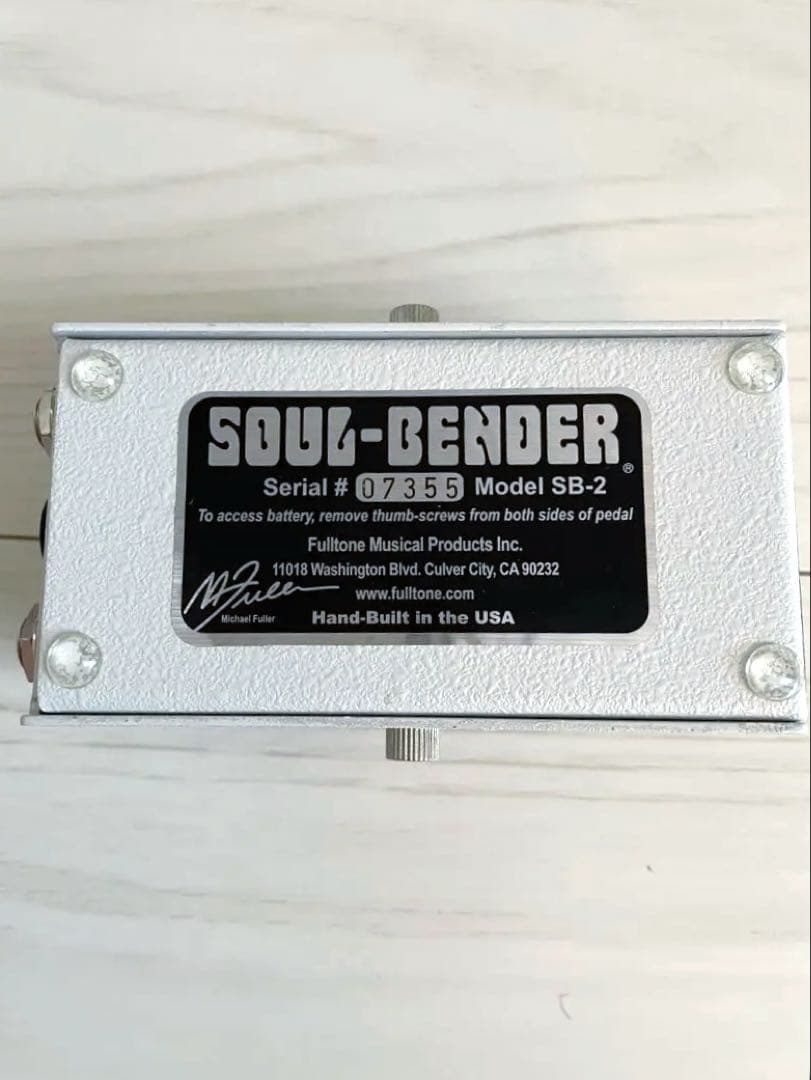 SOUL-BENDER®
Serial # 07355 Model SB-2
To access battery, remove thumb-screws from both sides of pedal
Fulltone Musical Products Inc.
11018 Washington Blvd. Culver City, CA 90232
www.fulltone.com
M. Fuller
Michael Fuller
Hand-Built in the USA